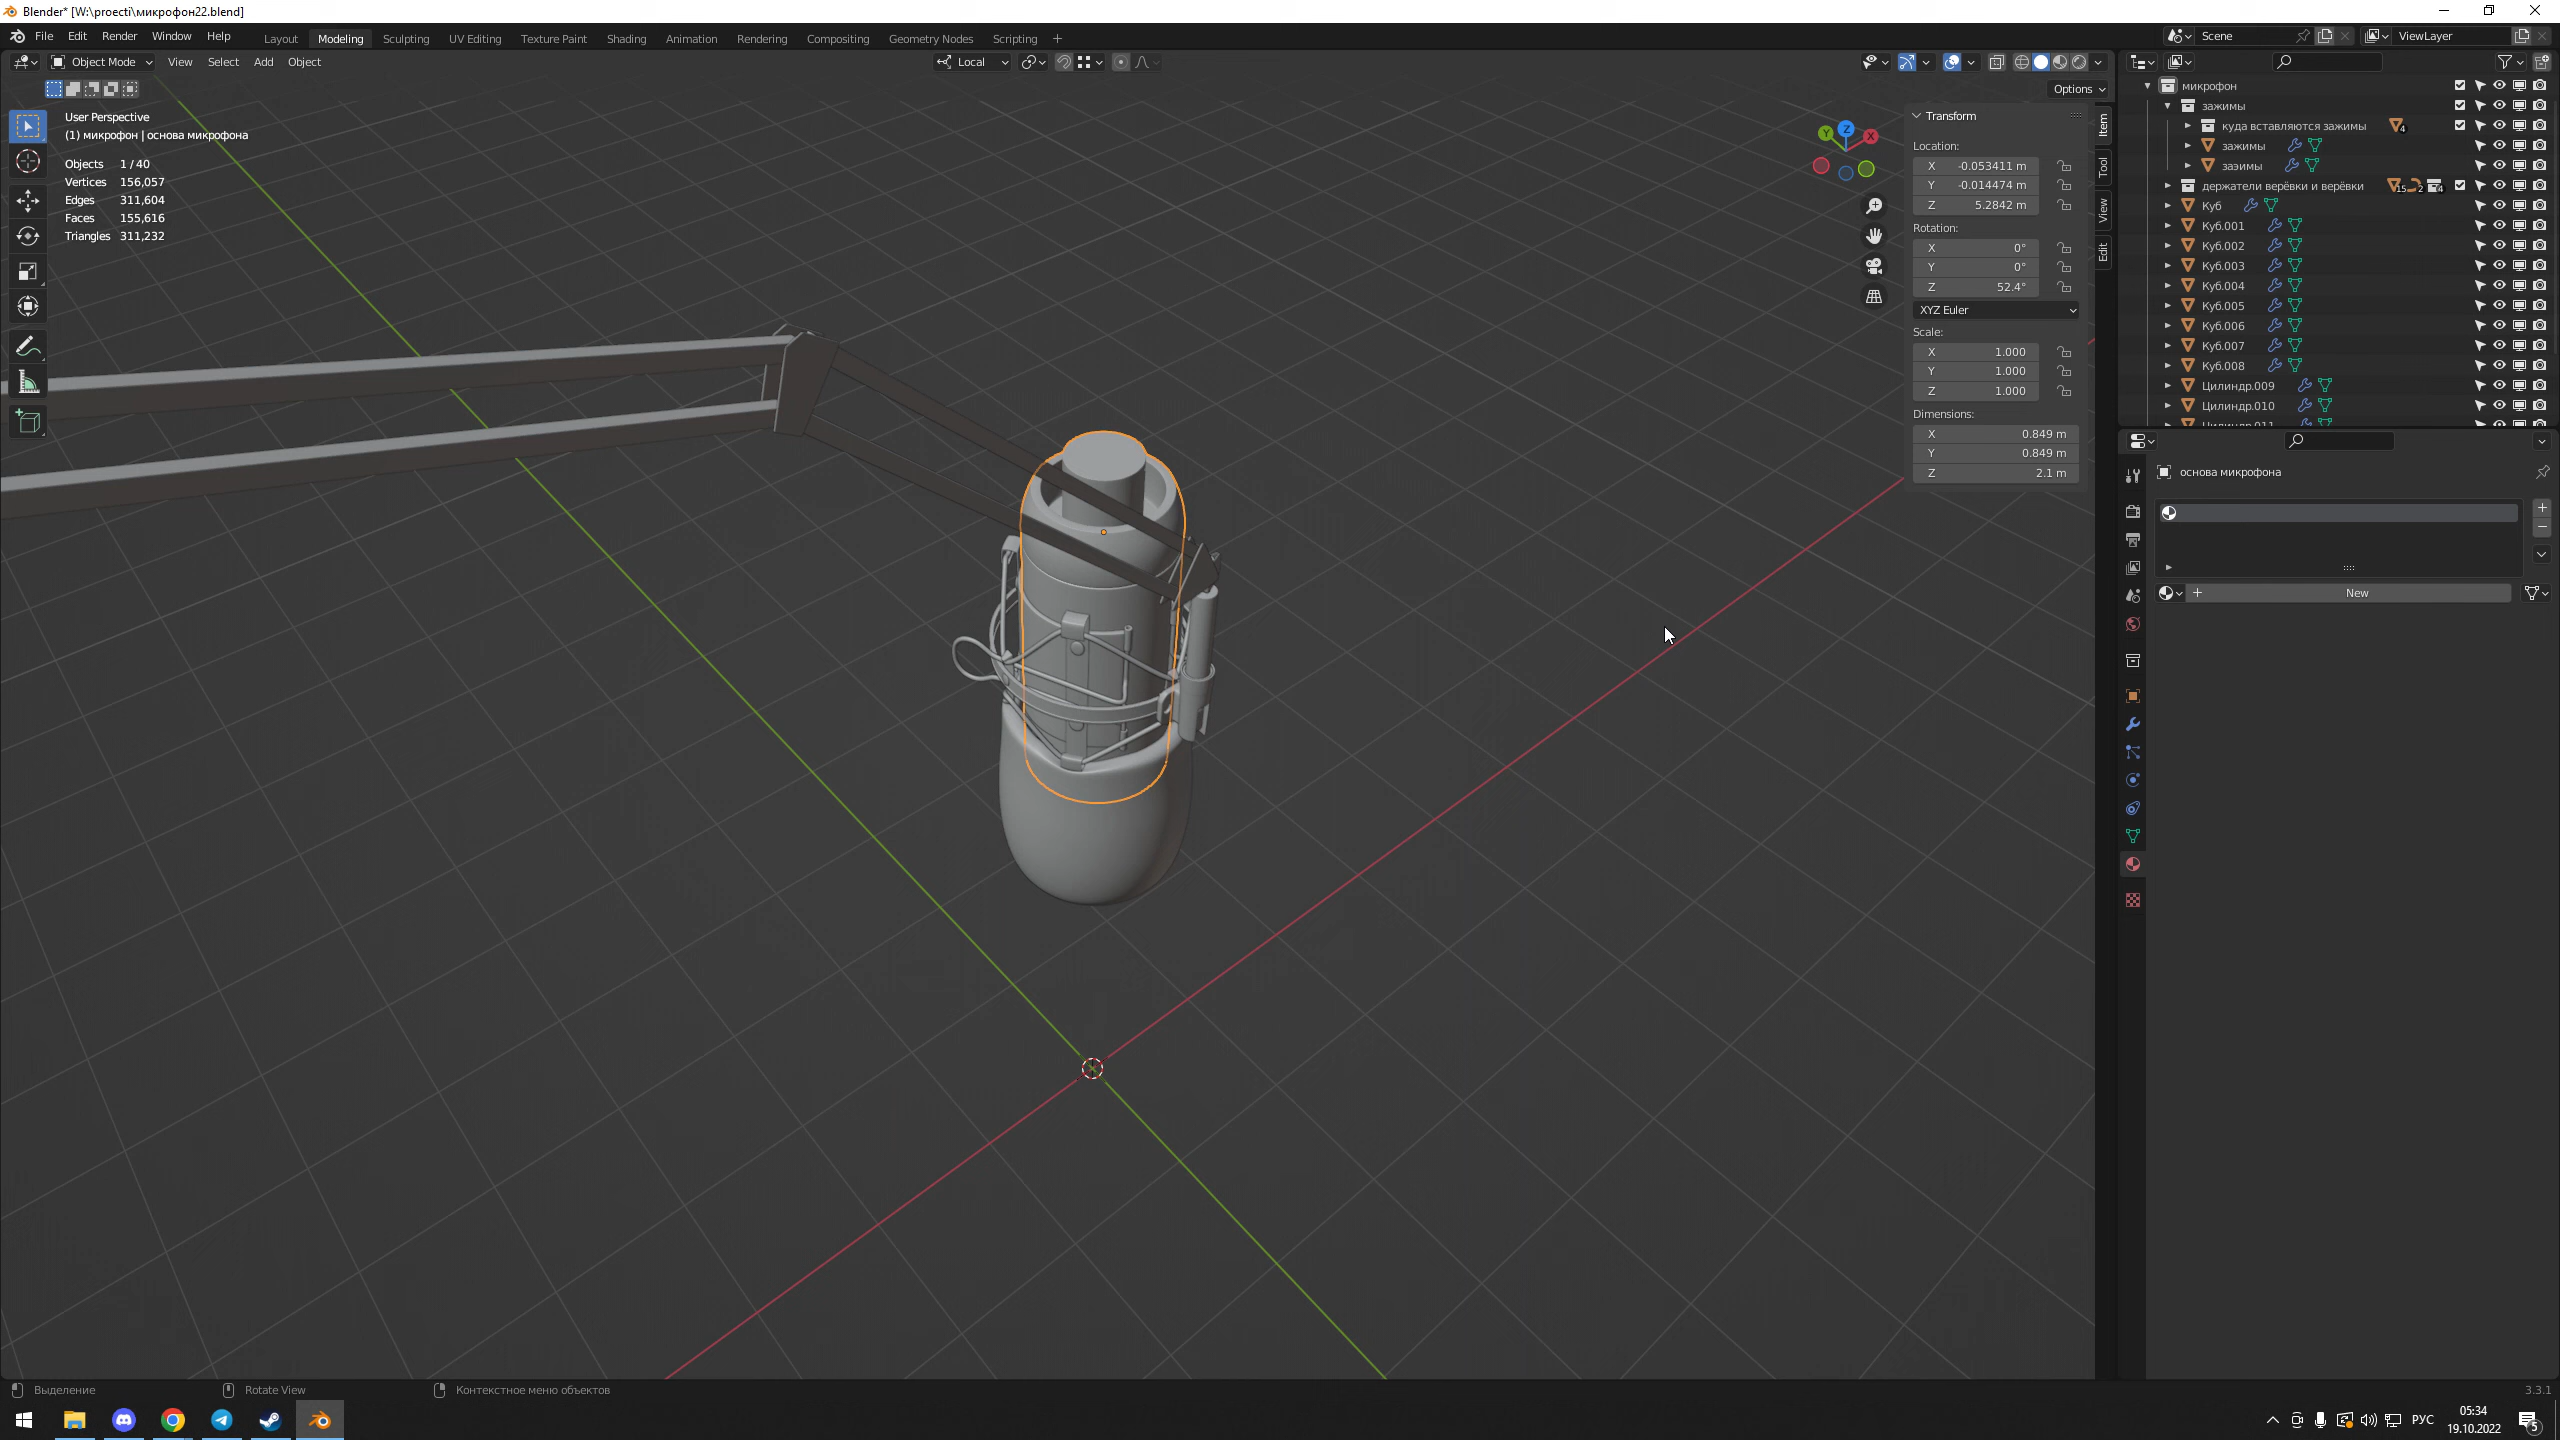 Blender* [W:\proecti\микрофон22.blend]
File Edit Render Window Help
Layout Modeling Sculpting UV Editing Texture Paint Shading Animation Rendering Compositing Geometry Nodes Scripting +
Scene
ViewLayer
Object Mode View Select Add Object
Local
Options
User Perspective
(1) микрофон | основа микрофона
Objects 1 / 40
Vertices 156,057
Edges 311,604
Faces 155,616
Triangles 311,232
Z
Y
X
Transform
Location:
X -0.053411 m
Y -0.014474 m
Z 5.2842 m
Rotation:
X 0°
Y 0°
Z 52.4°
XYZ Euler
Scale:
X 1.000
Y 1.000
Z 1.000
Dimensions:
X 0.849 m
Y 0.849 m
Z 2.1 m
Item
Tool
View
Edit
микрофон
зажимы
куда вставляются зажимы 4
зажимы
заэимы
держатели верёвки и верёвки 15 2 4
Куб
Куб.001
Куб.002
Куб.003
Куб.004
Куб.005
Куб.006
Куб.007
Куб.008
Цилиндр.009
Цилиндр.010
основа микрофона
New
Выделение
Rotate View
Контекстное меню объектов
3.3.1
РУС
05:34
19.10.2022
5